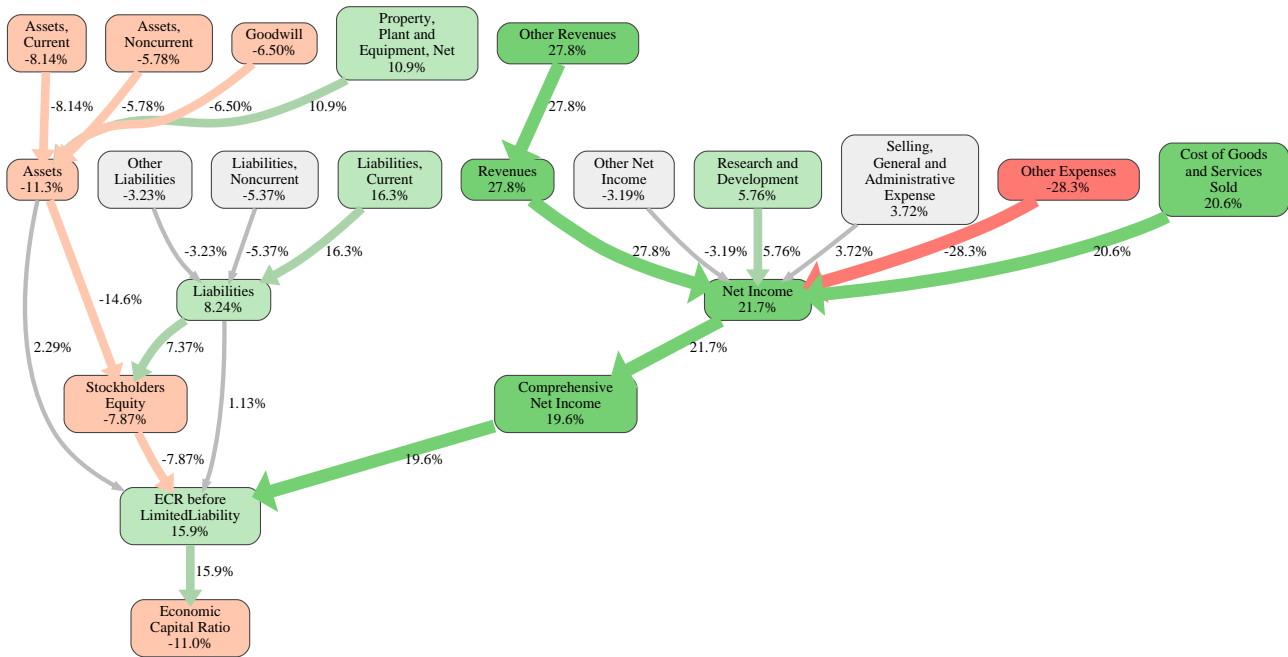 Assets,
Current
-8.14%
Assets,
Noncurrent
-5.78%
Goodwill
-6.50%
Property,
Plant and
Equipment, Net
10.9%
Other Revenues
27.8%
-8.14%
-5.78%
-6.50%
10.9%
27.8%
Assets
-11.3%
Other
Liabilities
-3.23%
Liabilities,
Noncurrent
-5.37%
Liabilities,
Current
16.3%
Revenues
27.8%
Other Net
Income
-3.19%
Research and
Development
5.76%
Selling,
General and
Administrative
Expense
3.72%
Other Expenses
-28.3%
Cost of Goods
and Services
Sold
20.6%
-3.23%
-5.37%
16.3%
27.8%
-3.19%
5.76%
3.72%
-28.3%
20.6%
-14.6%
Liabilities
8.24%
Net Income
21.7%
2.29%
7.37%
21.7%
Stockholders
Equity
-7.87%
1.13%
Comprehensive
Net Income
19.6%
-7.87%
19.6%
ECR before
LimitedLiability
15.9%
15.9%
Economic
Capital Ratio
-11.0%